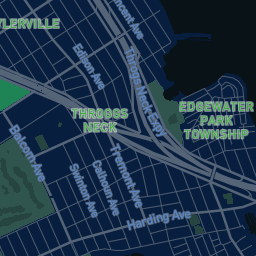 YLERVILLE
incent Ave
Edison Ave
Throgs Neck Expy
THROGGS
NECK
EDGEWATER
PARK
TOWNSHIP
Balcom Ave
Swinton Ave
Calhoun Ave
E Tremont Ave
Harding Ave